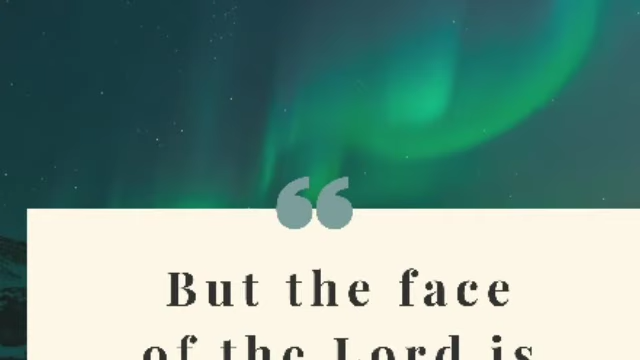 “
But the face
of the Lord is